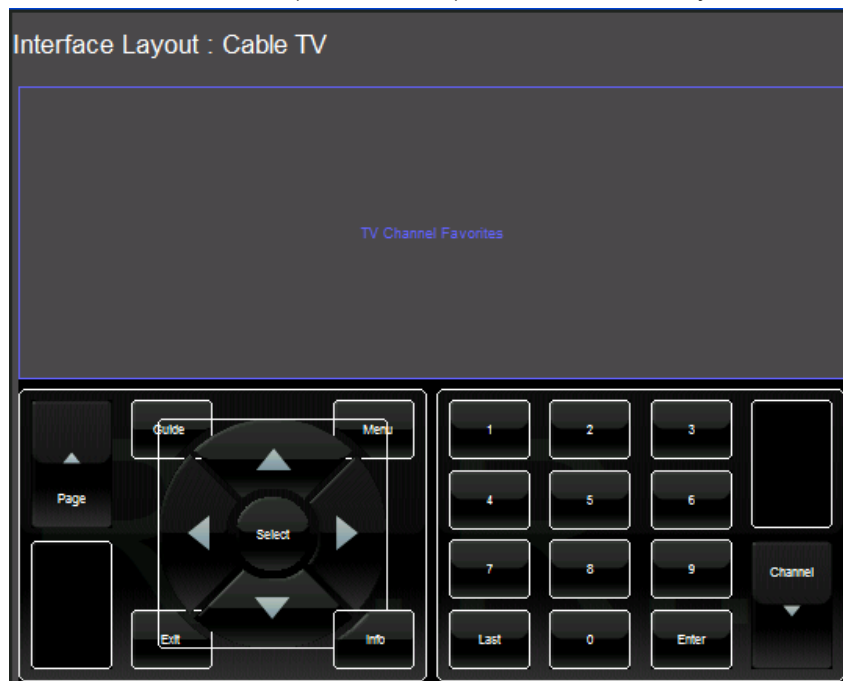 Interface Layout : Cable TV
TV Channel Favorites
Guide
Menu
Page
Select
Exit
Info
1
2
3
4
5
6
7
8
9
Channel
Last
0
Enter